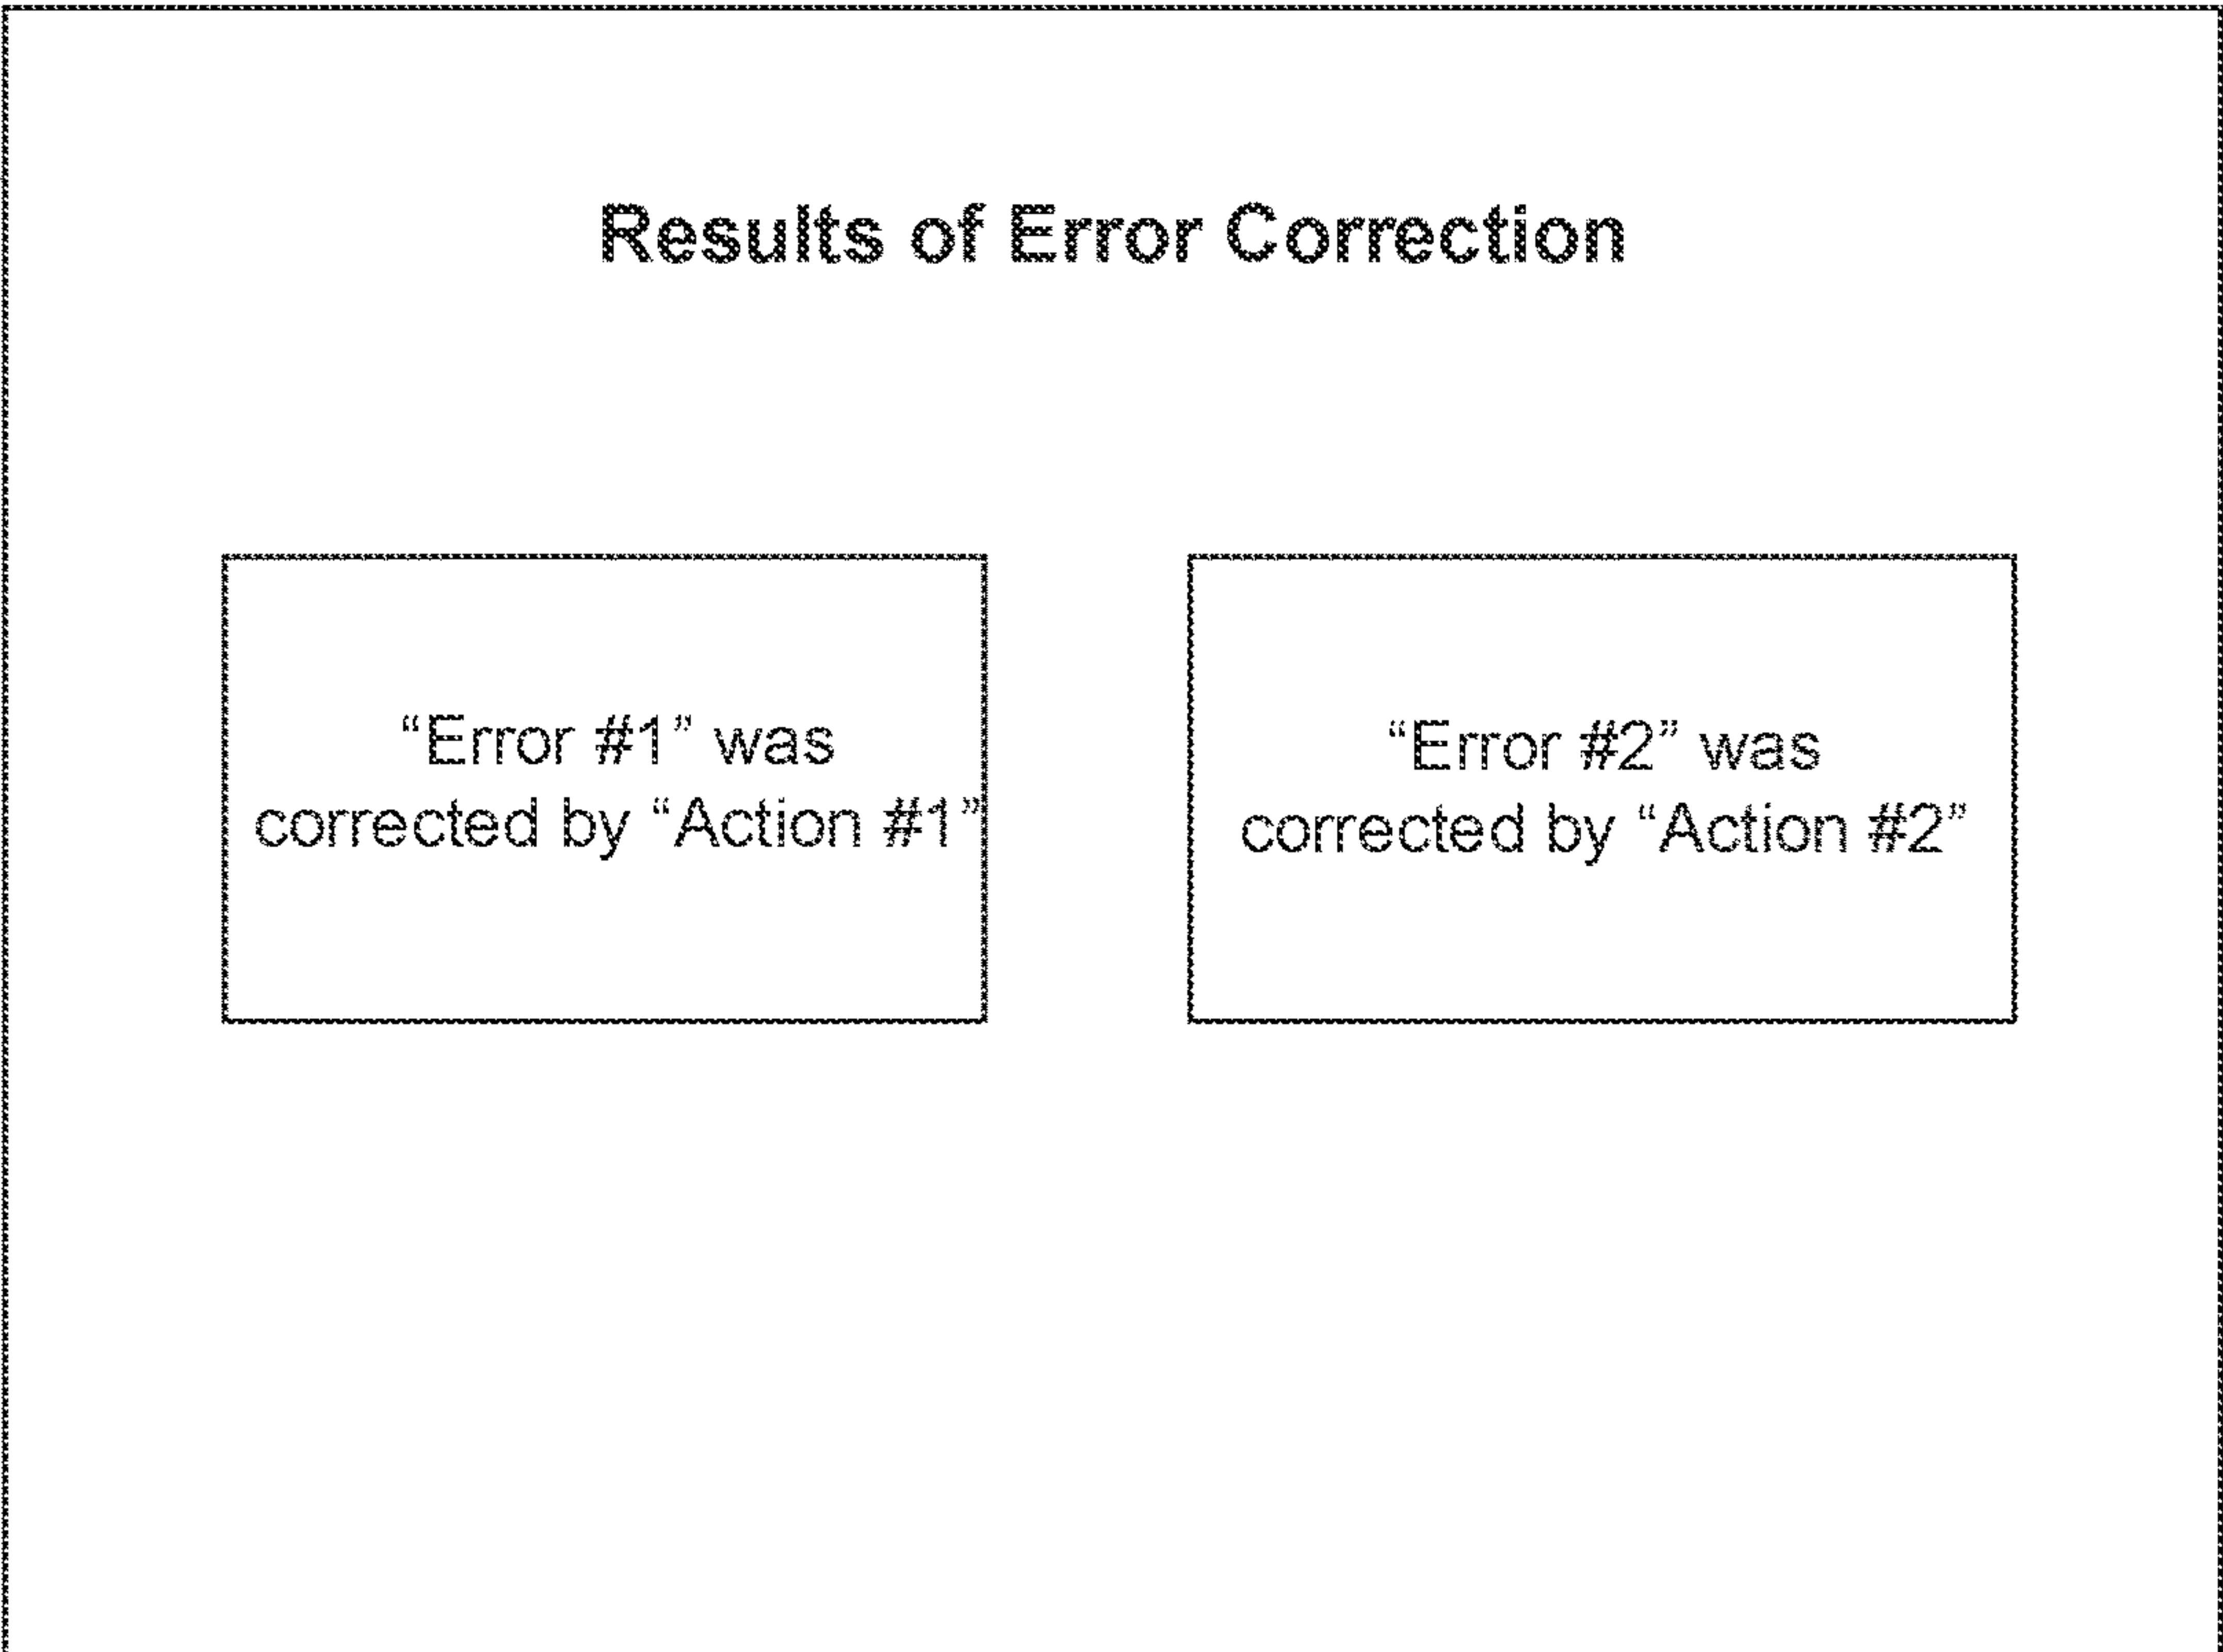 Results of Error Correction
“Error #1” was
corrected by “Action #1”
“Error #2” was
corrected by “Action #2”